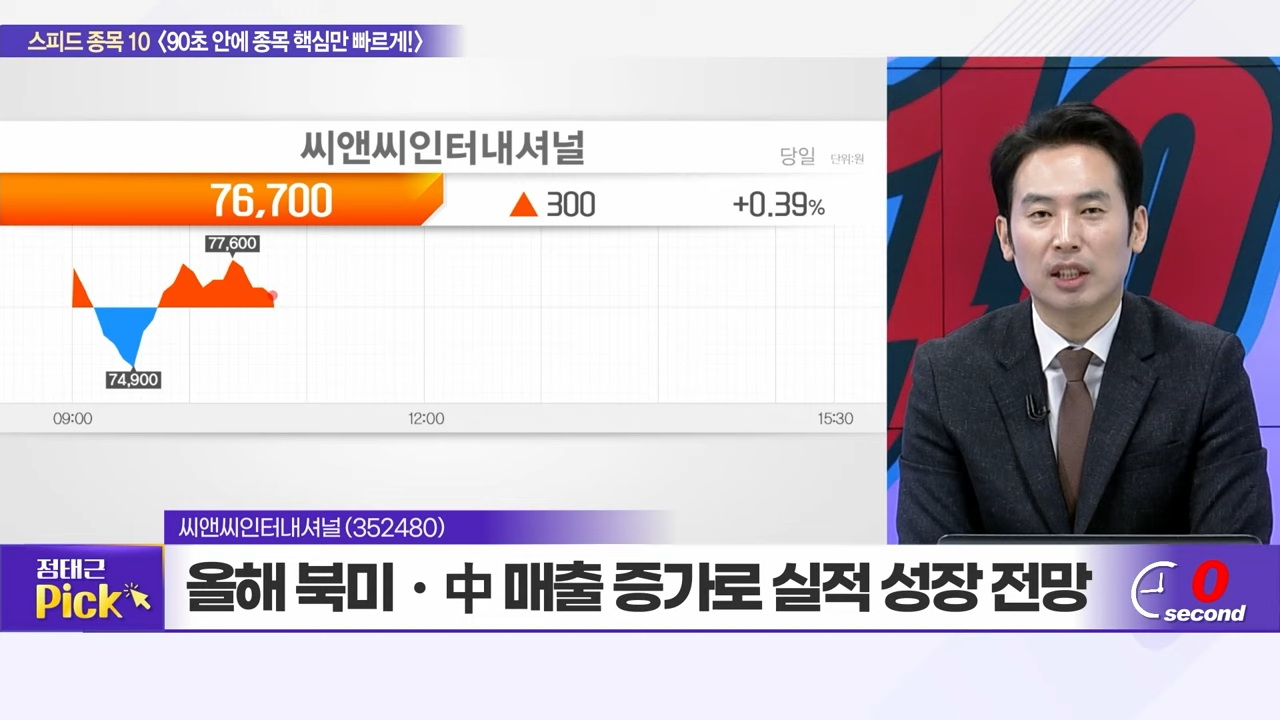 스피드 종목 10 〈90초 안에 종목 핵심만 빠르게!〉
씨앤씨인터내셔널
당일 단위:원
76,700 ▲ 300 +0.39%
77,600
74,900
09:00 12:00 15:30
씨앤씨인터내셔널(352480)
정태근
Pick
올해 북미·中 매출 증가로 실적 성장 전망
0
second